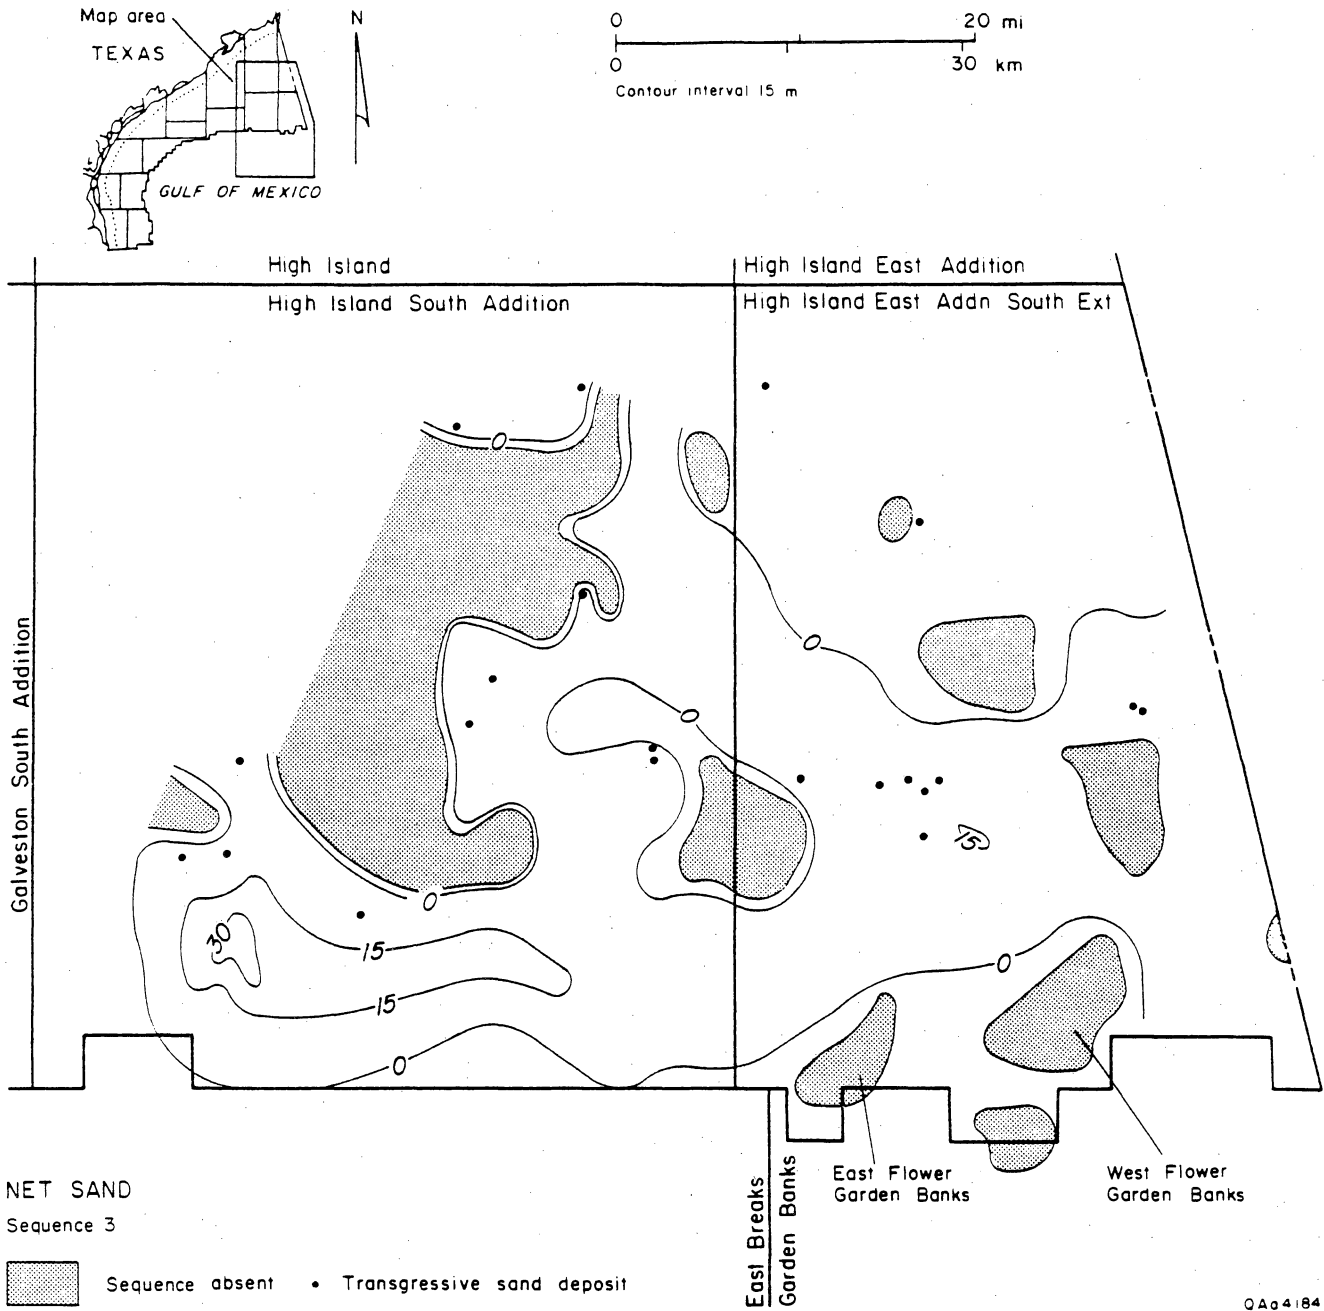 Map area
TEXAS
GULF OF MEXICO
N
0 20 mi
0 30 km
Contour interval 15 m
High Island
High Island East Addition
High Island South Addition
High Island East Addn South Ext
Galveston South Addition
0
0
0
15
0
30
15
15
0
0
East Breaks
Garden Banks
East Flower
Garden Banks
West Flower
Garden Banks
NET SAND
Sequence 3
Sequence absent
Transgressive sand deposit
QAa4184